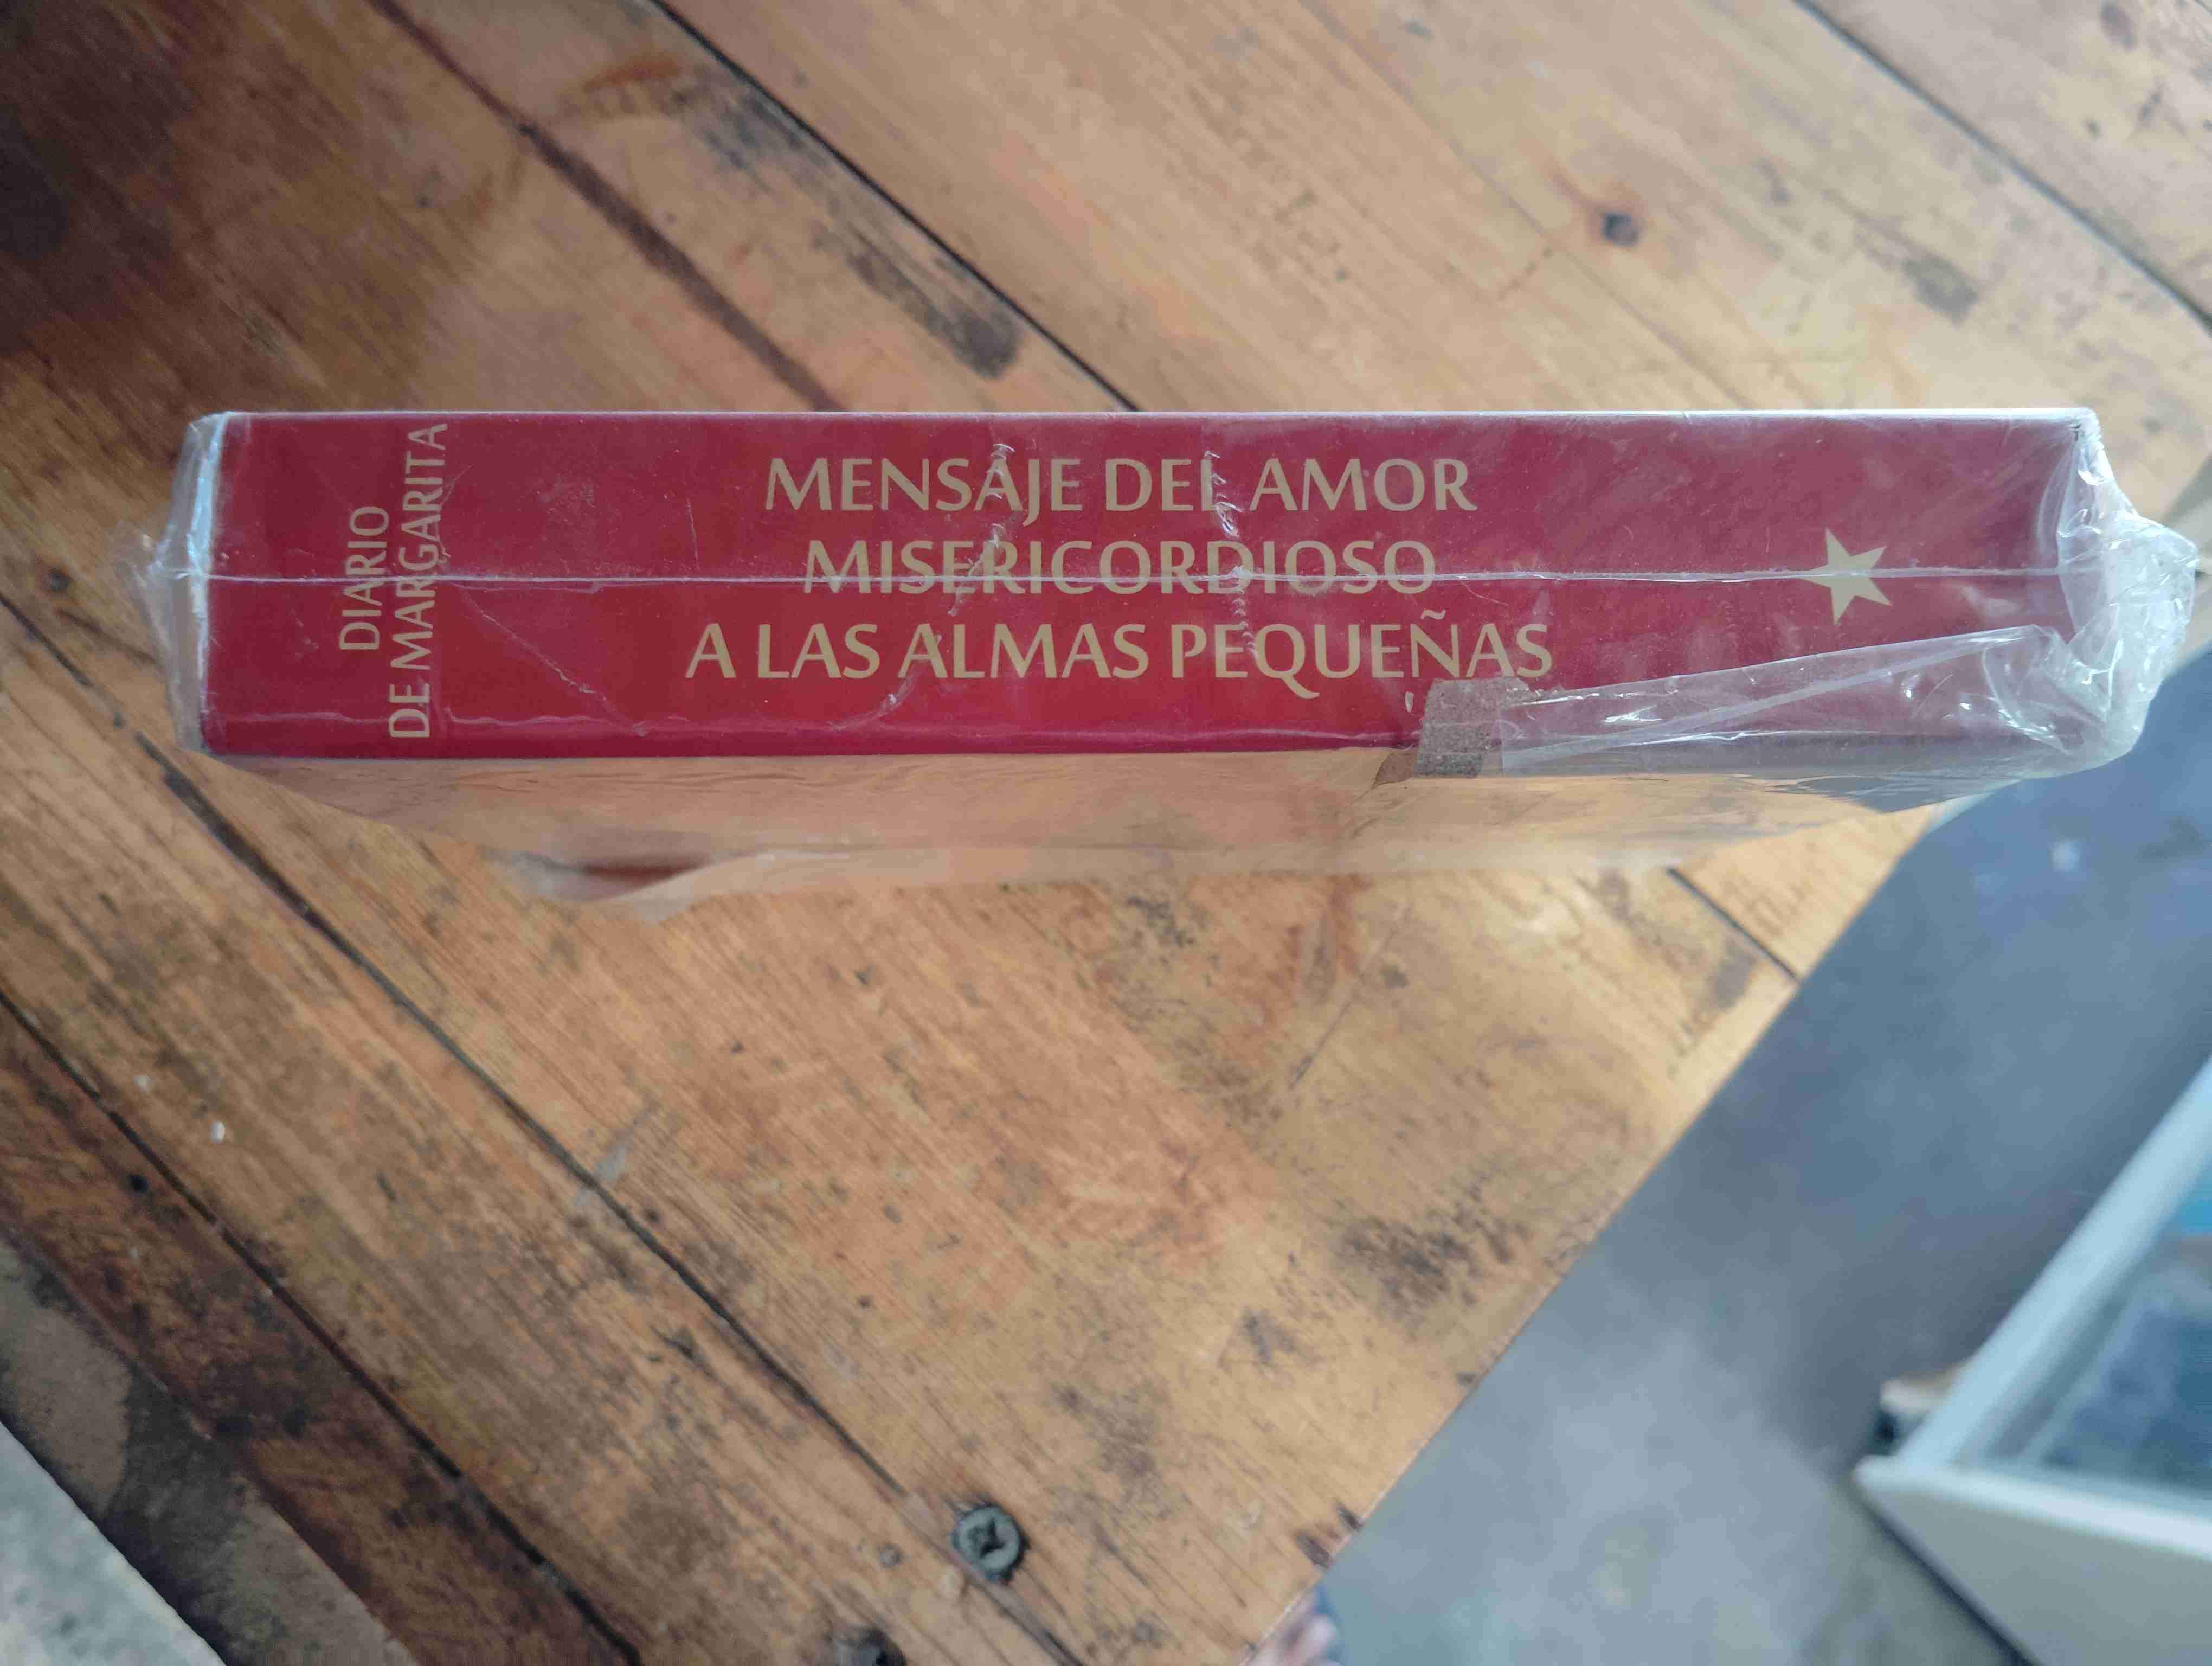 DIARIO
DE MARGARITA
MENSAJE DEL AMOR
MISERICORDIOSO
A LAS ALMAS PEQUEÑAS